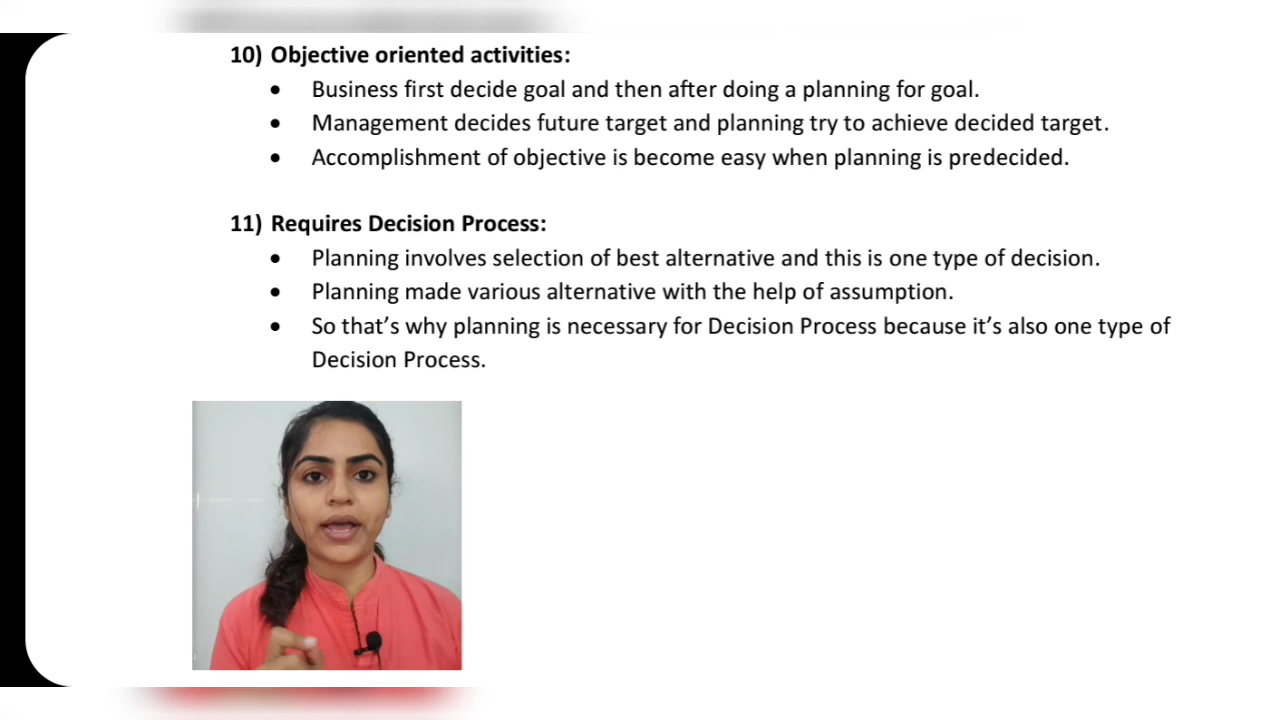 10) Objective oriented activities:
• Business first decide goal and then after doing a planning for goal.
• Management decides future target and planning try to achieve decided target.
• Accomplishment of objective is become easy when planning is predecided.
11) Requires Decision Process:
• Planning involves selection of best alternative and this is one type of decision.
• Planning made various alternative with the help of assumption.
• So that’s why planning is necessary for Decision Process because it’s also one type of
Decision Process.